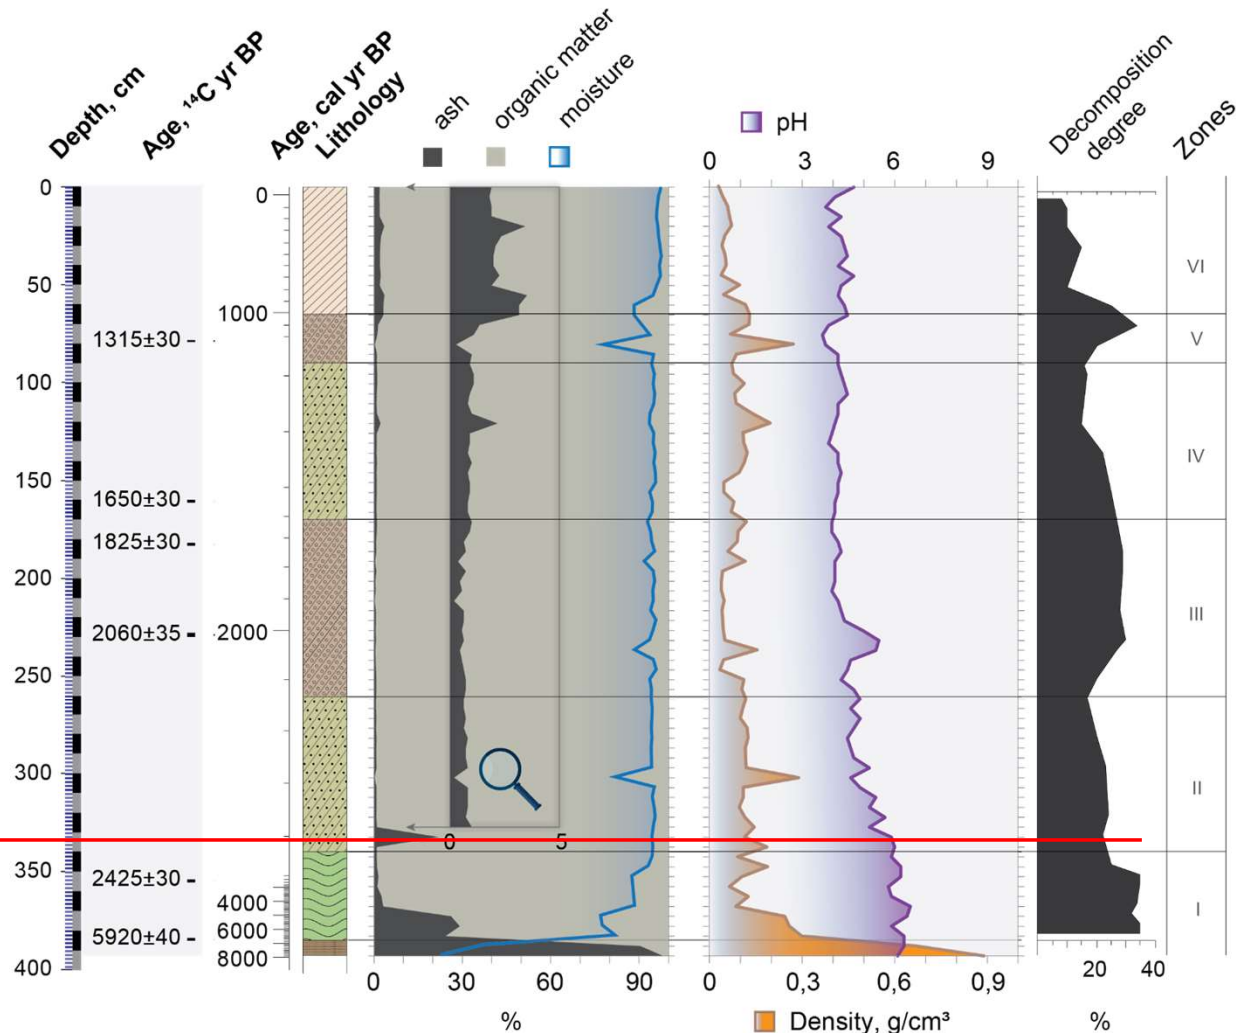 Depth, cm
Age, ¹⁴C yr BP
Age, cal yr BP
Lithology
ash
organic matter
moisture
pH
Decomposition
degree
Zones
0 3 6 9
0
50
100
150
200
250
300
350
400
1315±30
1650±30
1825±30
2060±35
2425±30
5920±40
0
1000
2000
4000
6000
8000
0 5
VI
V
IV
III
II
I
0 30 60 90
%
0 0,3 0,6 0,9
Density, g/cm³
20 40
%